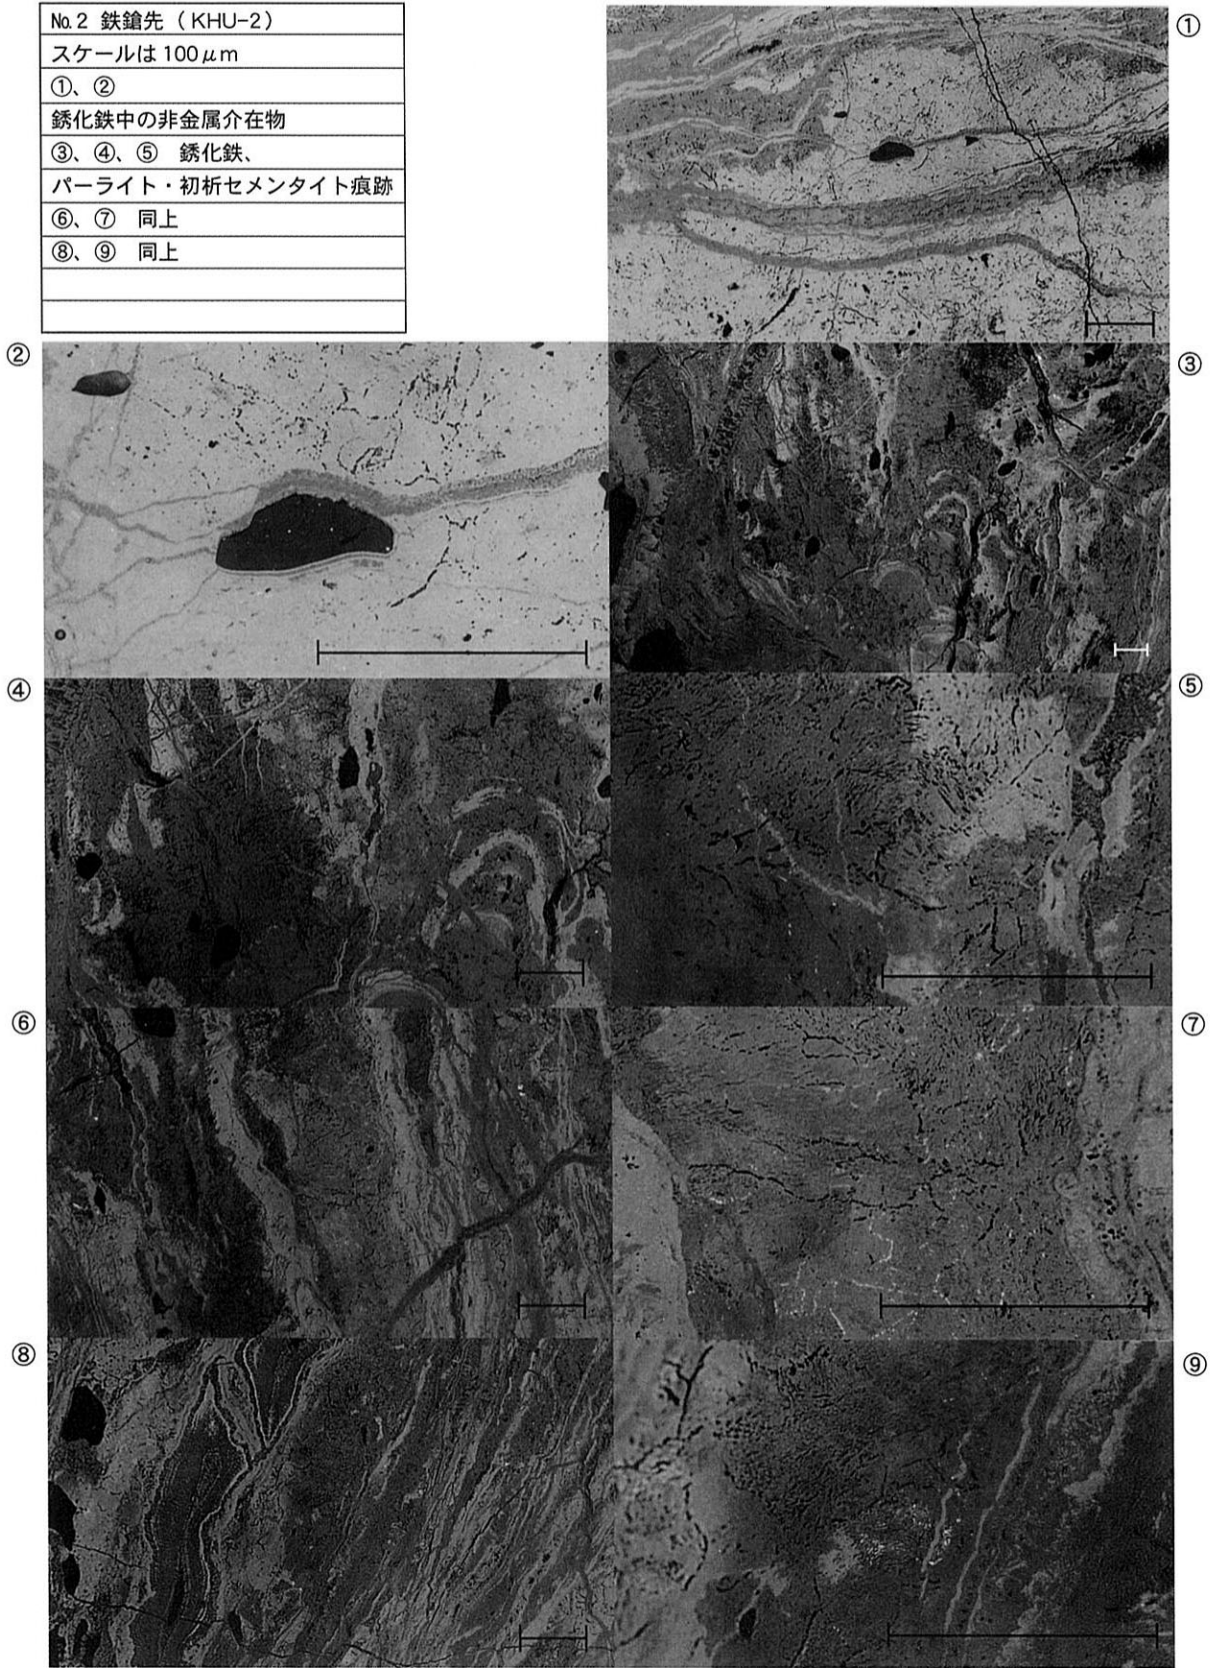 No.2 鉄鎗先（KHU-2）
スケールは100μm
①、②
銹化鉄中の非金属介在物
③、④、⑤ 銹化鉄、
パーライト・初析セメンタイト痕跡
⑥、⑦ 同上
⑧、⑨ 同上
①
②
③
④
⑤
⑥
⑦
⑧
⑨